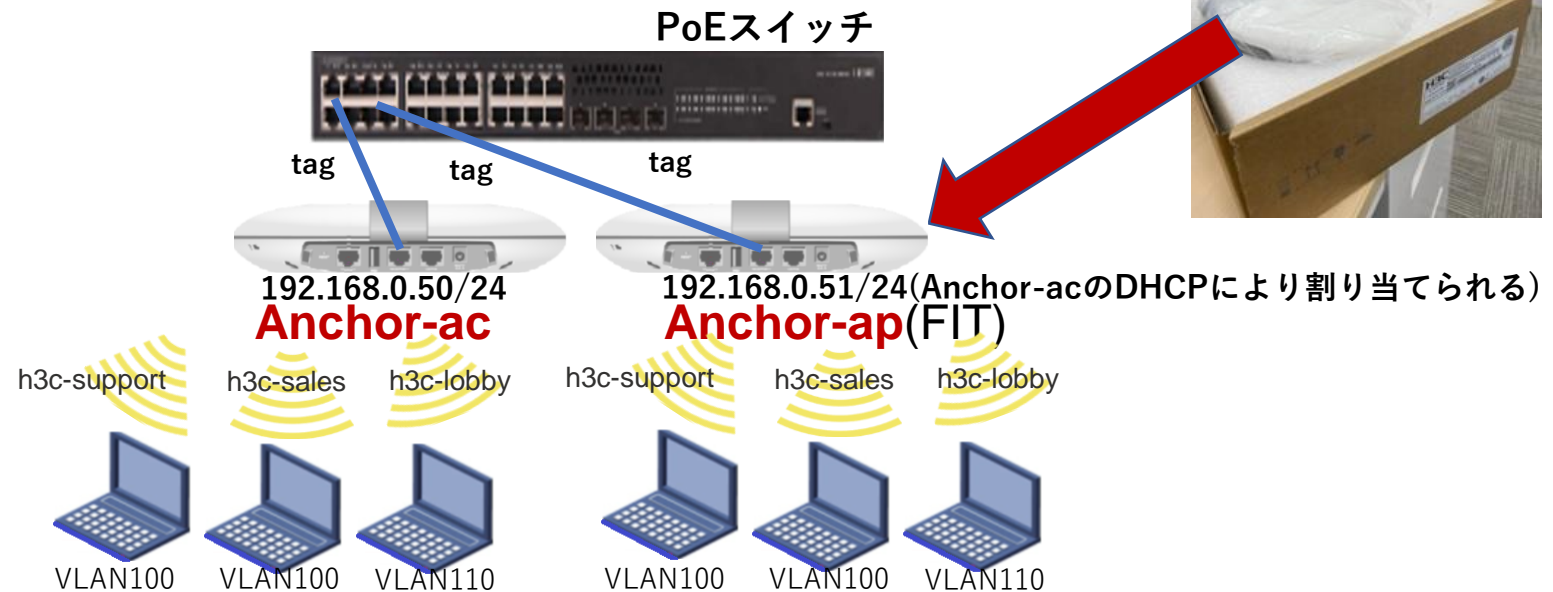 PoEスイッチ
H3C
tag
tag
tag
192.168.0.50/24
192.168.0.51/24(Anchor-acのDHCPにより割り当てられる)
Anchor-ac
Anchor-ap(FIT)
h3c-support
h3c-sales
h3c-lobby
h3c-support
h3c-sales
h3c-lobby
VLAN100
VLAN100
VLAN110
VLAN100
VLAN100
VLAN110